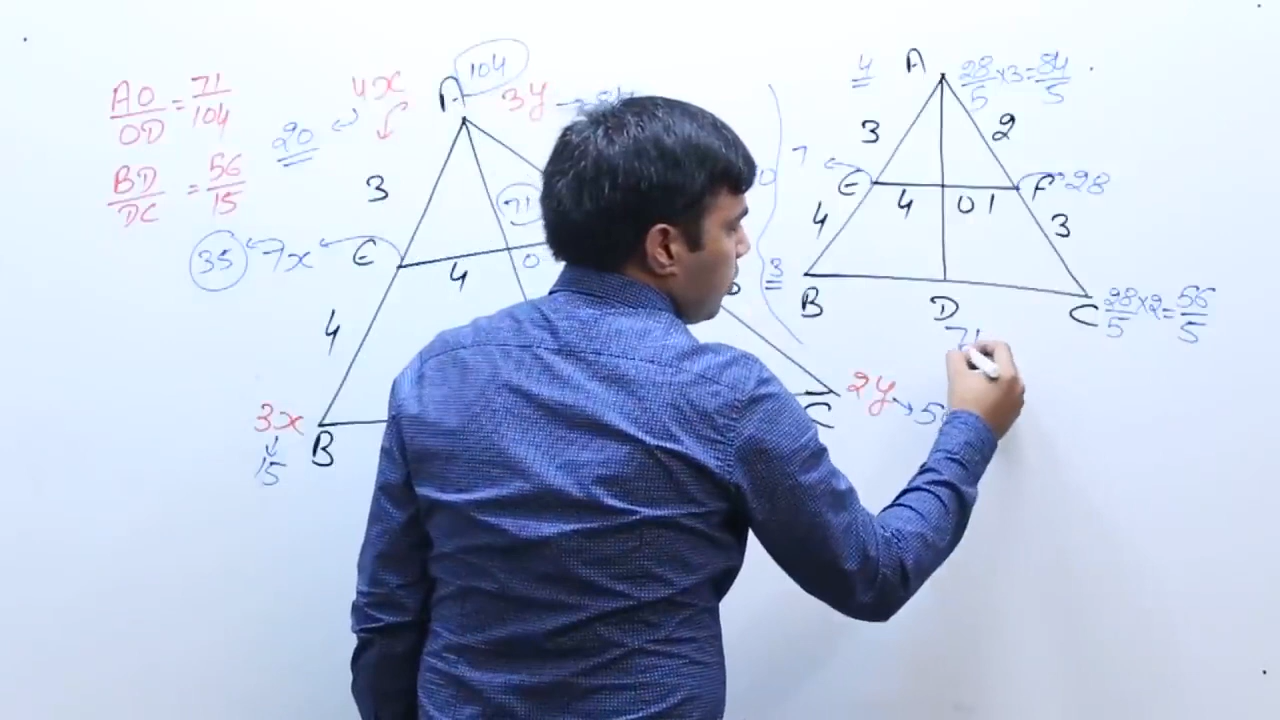 AO/OD = 71/104
BD/DC = 56/15
20
4x
104
A
3y
3
71
E
35
7x
4
O
4
3x
B
15
C
2y
4
A
28/5 × 3 = 84/5
3
2
7
E
4
O
1
F
28
4
3
3
B
D
C
28/5 × 2 = 56/5